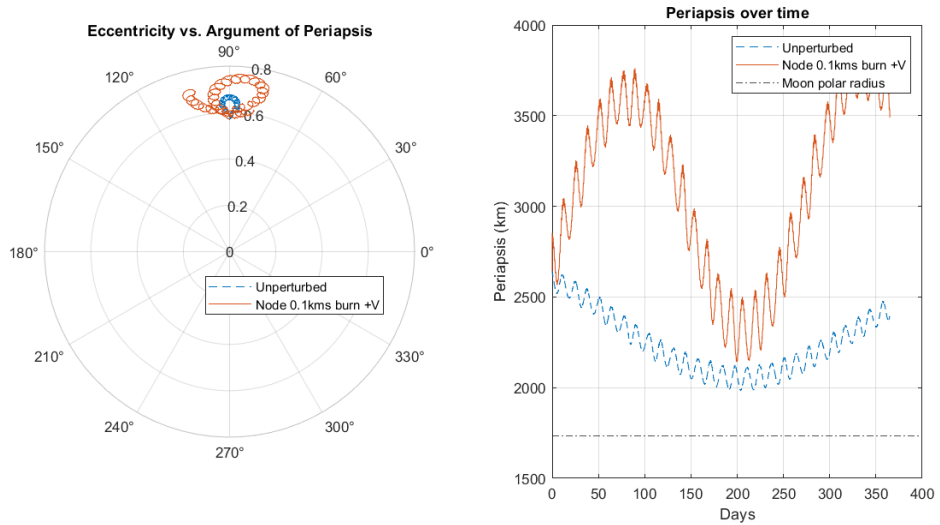 Eccentricity vs. Argument of Periapsis
90°
120°
60°
0.8
0.6
150°
30°
0.4
0.2
180°
0
0°
Unperturbed
Node 0.1kms burn +V
210°
330°
240°
300°
270°
Periapsis over time
4000
Unperturbed
Node 0.1kms burn +V
Moon polar radius
3500
3000
Periapsis (km)
2500
2000
1500
0 50 100 150 200 250 300 350 400
Days